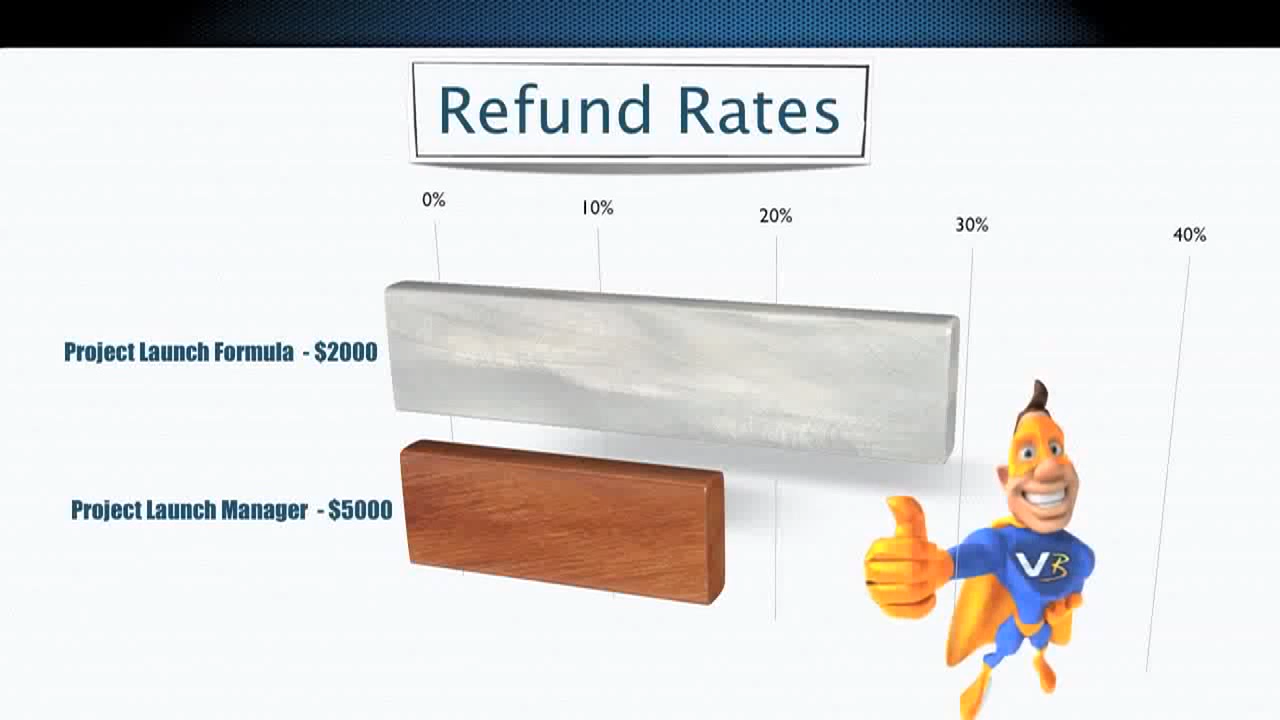 Refund Rates
0%
10%
20%
30%
40%
Project Launch Formula - $2000
Project Launch Manager - $5000
VB